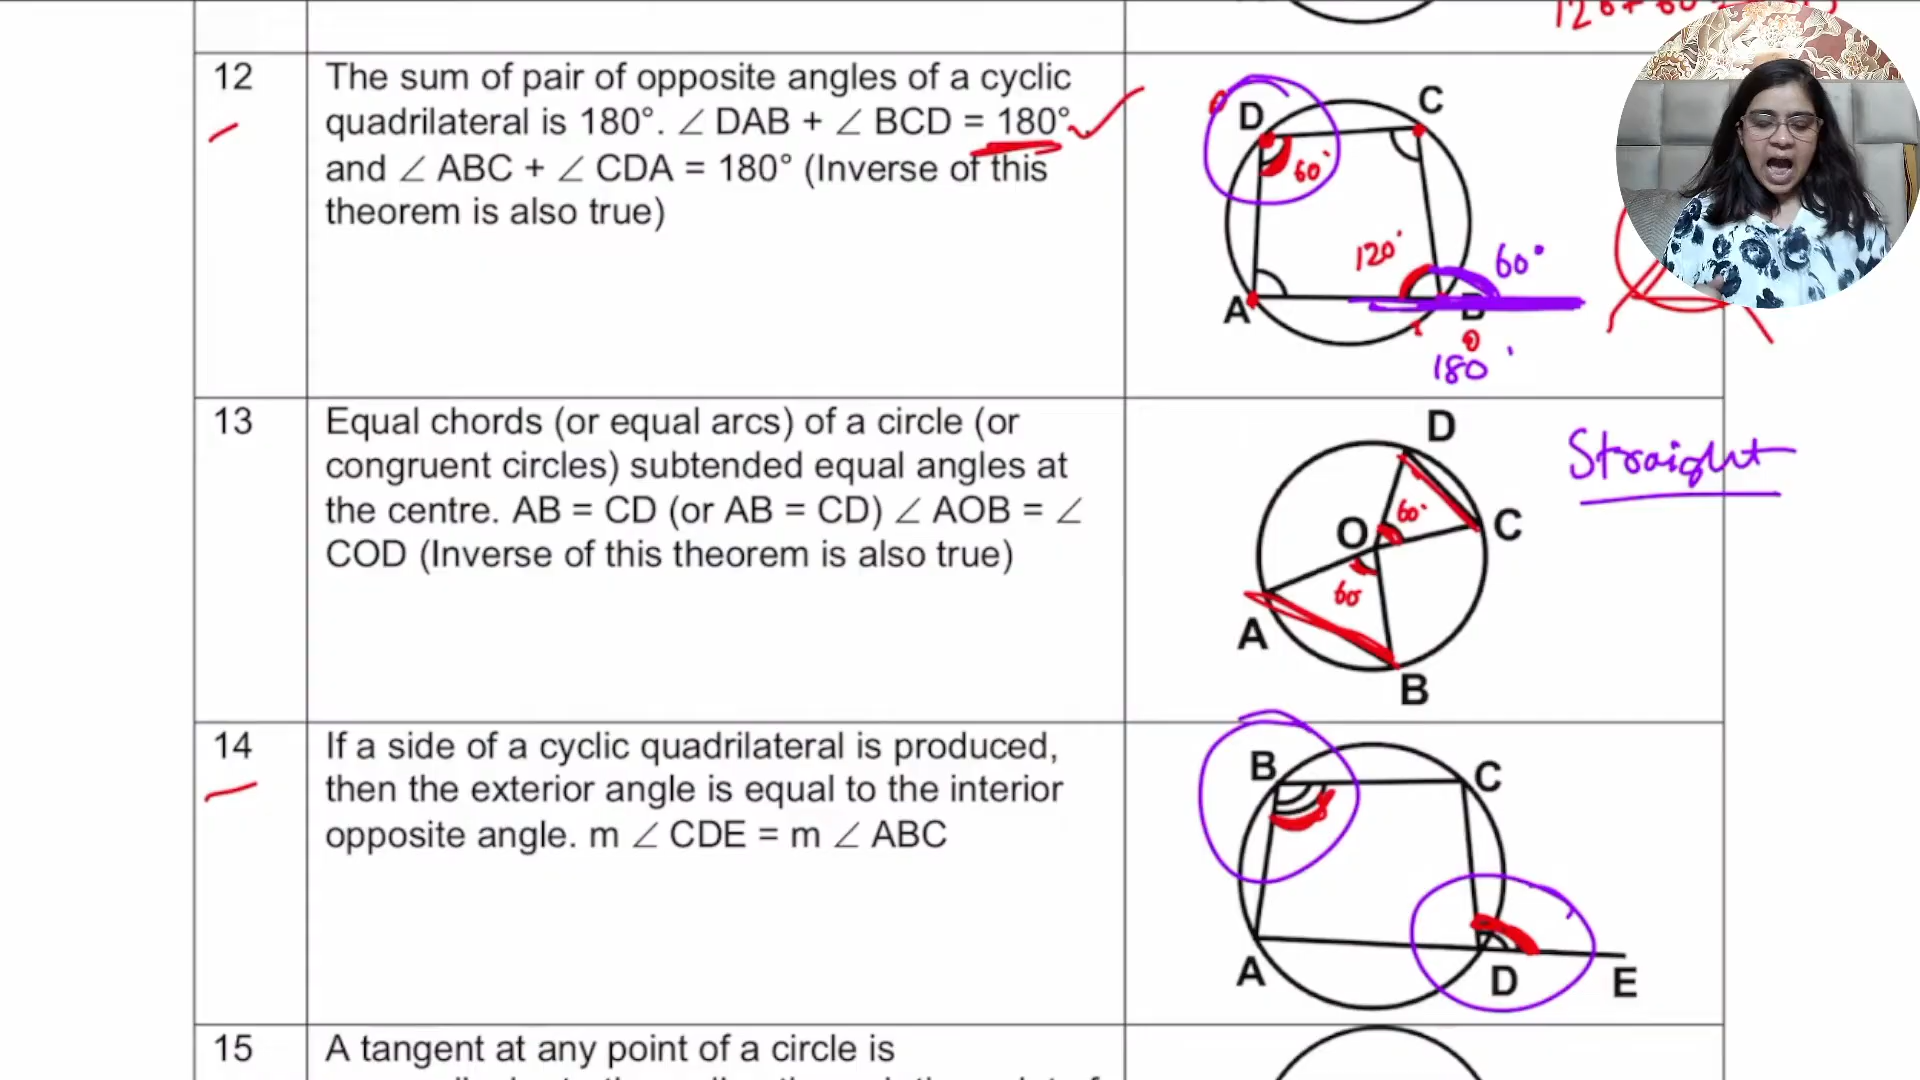 120+60
12
The sum of pair of opposite angles of a cyclic
quadrilateral is 180°. ∠ DAB + ∠ BCD = 180°
and ∠ ABC + ∠ CDA = 180° (Inverse of this
theorem is also true)
D
C
60°
120°
60°
A
B
180°
13
Equal chords (or equal arcs) of a circle (or
congruent circles) subtended equal angles at
the centre. AB = CD (or AB = CD) ∠ AOB = ∠
COD (Inverse of this theorem is also true)
D
Straight
60°
O
C
60
A
B
14
If a side of a cyclic quadrilateral is produced,
then the exterior angle is equal to the interior
opposite angle. m ∠ CDE = m ∠ ABC
B
C
A
D
E
15
A tangent at any point of a circle is